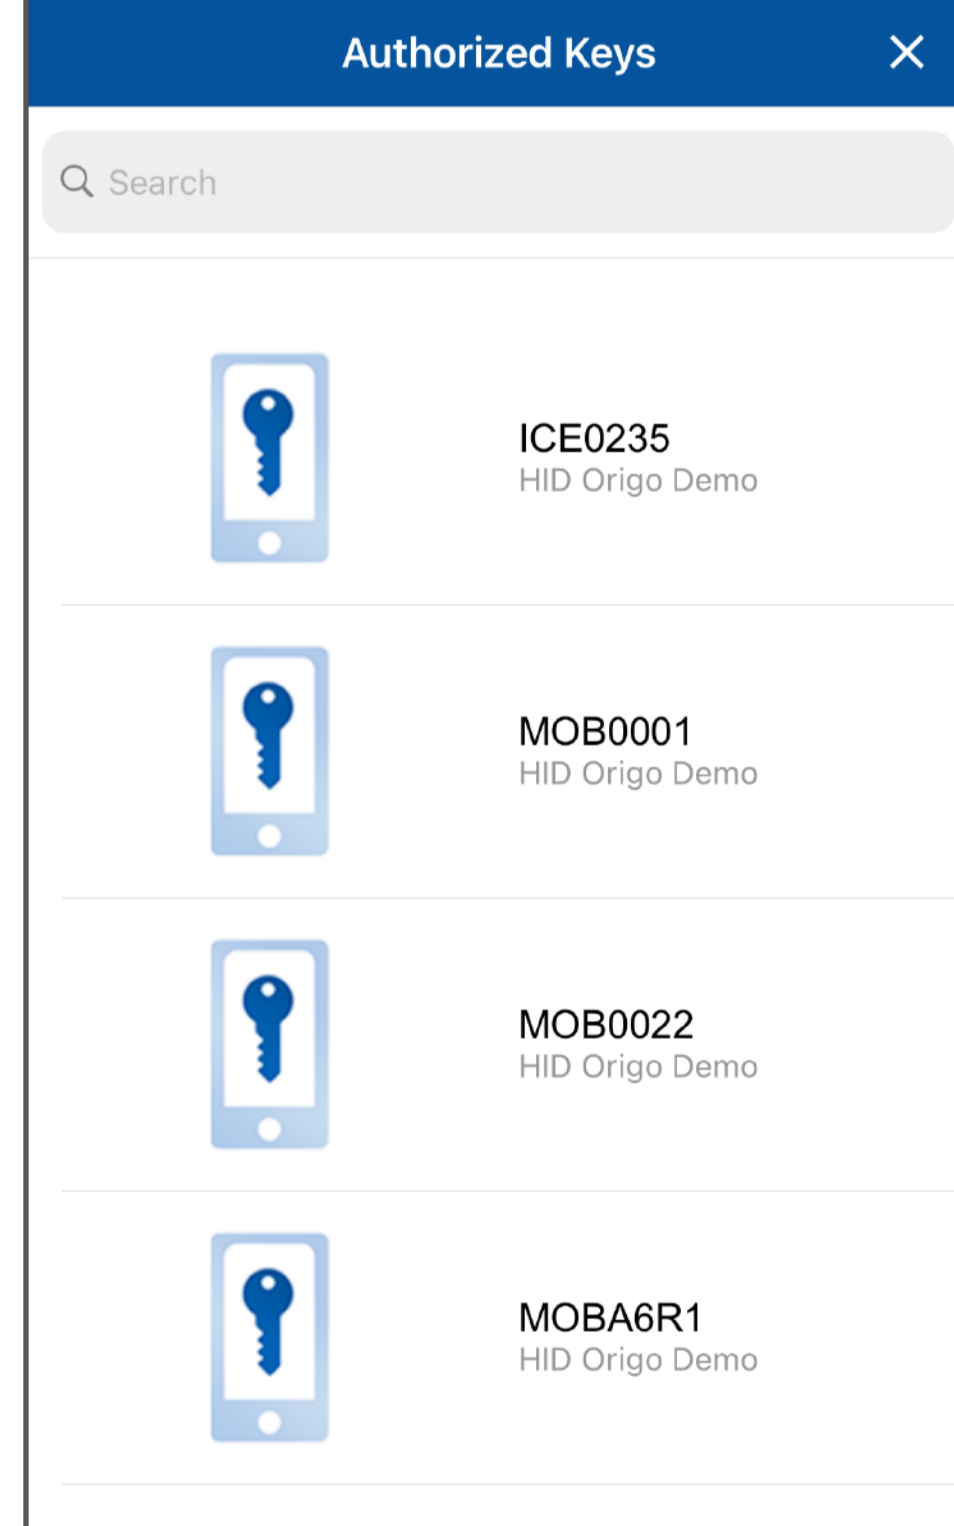 Authorized Keys
Search
ICE0235
HID Origo Demo
MOB0001
HID Origo Demo
MOB0022
HID Origo Demo
MOBA6R1
HID Origo Demo